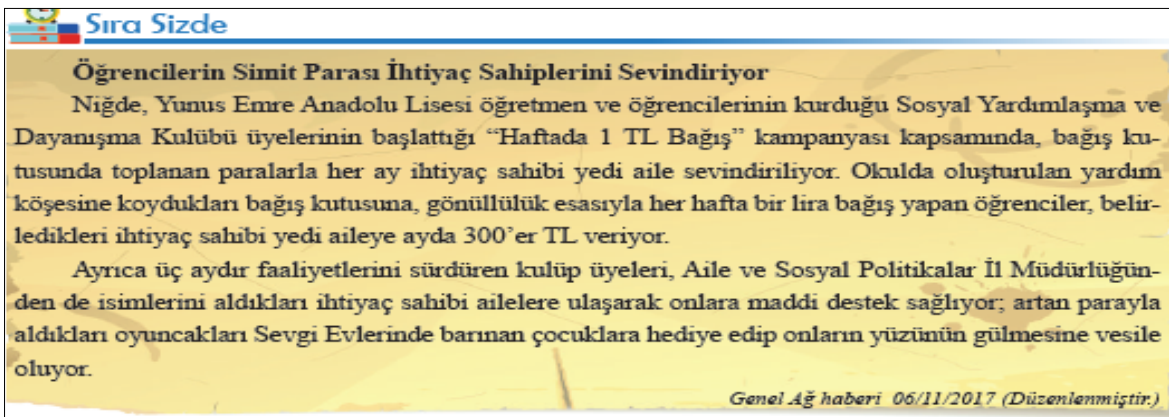 Sıra Sizde
Öğrencilerin Simit Parası İhtiyaç Sahiplerini Sevindiriyor
Niğde, Yunus Emre Anadolu Lisesi öğretmen ve öğrencilerinin kurduğu Sosyal Yardımlaşma ve
Dayanışma Kulübü üyelerinin başlattığı “Haftada 1 TL Bağış” kampanyası kapsamında, bağış ku-
tusunda toplanan paralarla her ay ihtiyaç sahibi yedi aile sevindiriliyor. Okulda oluşturulan yardım
köşesine koydukları bağış kutusuna, gönüllülük esasıyla her hafta bir lira bağış yapan öğrenciler, belir-
ledikleri ihtiyaç sahibi yedi aileye ayda 300’er TL veriyor.
Ayrıca üç aydır faaliyetlerini sürdüren kulüp üyeleri, Aile ve Sosyal Politikalar İl Müdürlüğün-
den de isimlerini aldıkları ihtiyaç sahibi ailelere ulaşarak onlara maddi destek sağlıyor; artan parayla
aldıkları oyuncakları Sevgi Evlerinde barınan çocuklara hediye edip onların yüzünün gülmesine vesile
oluyor.
Genel Ağ haberi 06/11/2017 (Düzenlenmiştir.)